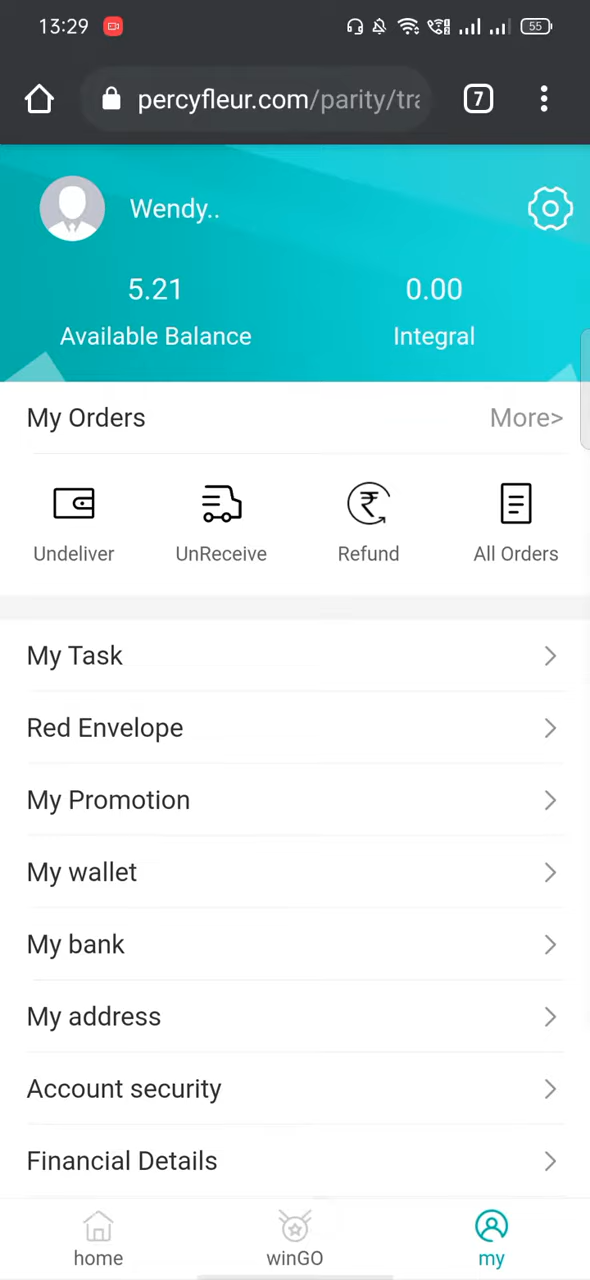 13:29
55
percyfleur.com/parity/tra
7
Wendy..
5.21
0.00
Available Balance
Integral
My Orders
More>
Undeliver
UnReceive
Refund
All Orders
My Task
Red Envelope
My Promotion
My wallet
My bank
My address
Account security
Financial Details
home
winGO
my